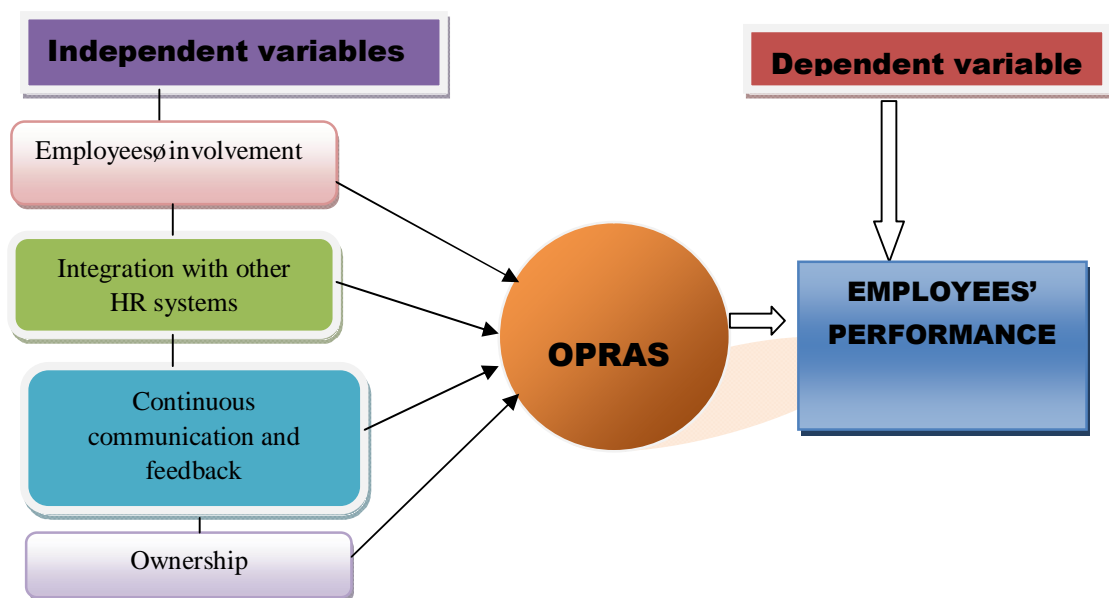 Independent variables
Dependent variable
Employeesøinvolvement
Integration with other
HR systems
Continuous
communication and
feedback
Ownership
OPRAS
EMPLOYEES’
PERFORMANCE